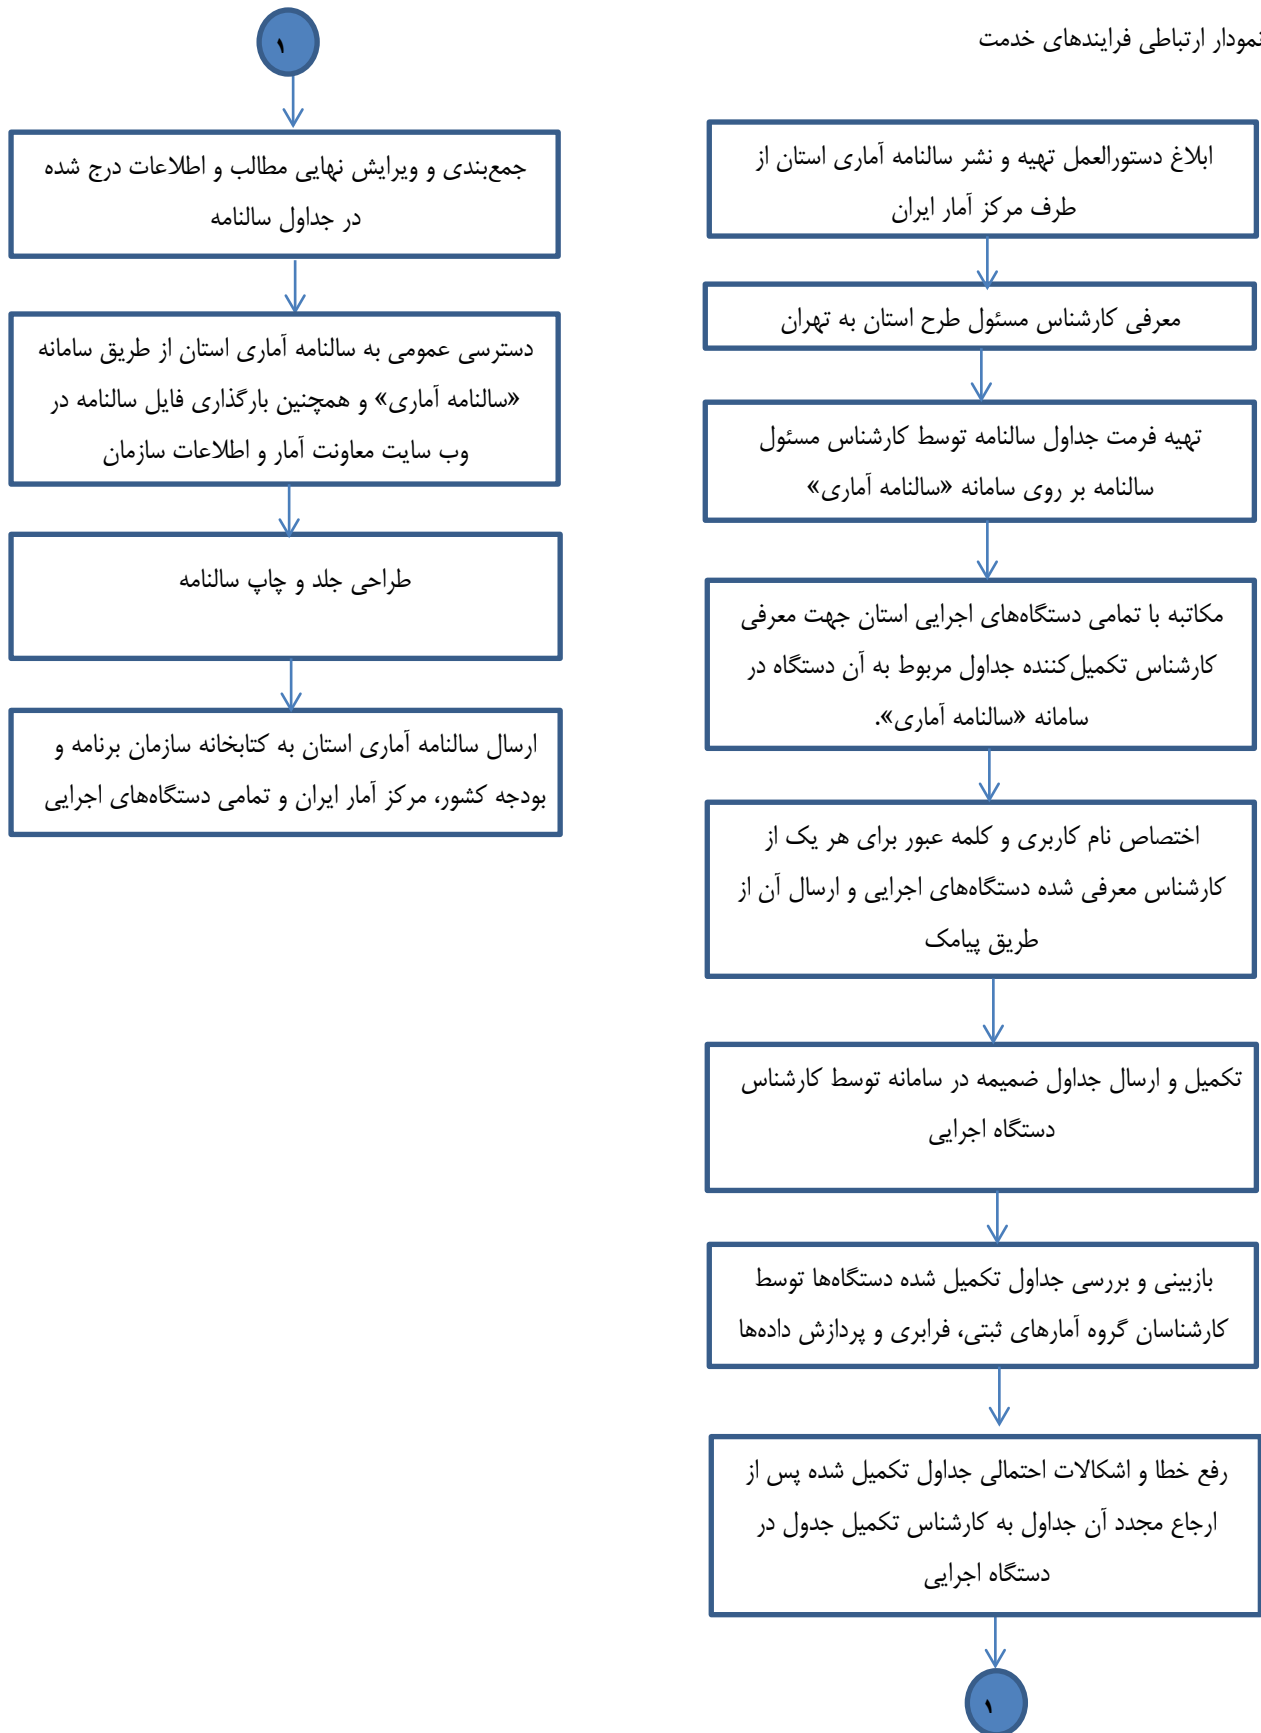 نمودار ارتباطی فرایندهای خدمت
ابلاغ دستورالعمل تهیه و نشر سالنامه آماری استان از
طرف مرکز آمار ایران
معرفی کارشناس مسئول طرح استان به تهران
تهیه فرمت جداول سالنامه توسط کارشناس مسئول
سالنامه بر روی سامانه «سالنامه آماری»
مکاتبه با تمامی دستگاه‌های اجرایی استان جهت معرفی
کارشناس تکمیل‌کننده جداول مربوط به آن دستگاه در
سامانه «سالنامه آماری».
اختصاص نام کاربری و کلمه عبور برای هر یک از
کارشناس معرفی شده دستگاه‌های اجرایی و ارسال آن از
طریق پیامک
تکمیل و ارسال جداول ضمیمه در سامانه توسط کارشناس
دستگاه اجرایی
بازبینی و بررسی جداول تکمیل شده دستگاه‌ها توسط
کارشناسان گروه آمارهای ثبتی، فرابری و پردازش داده‌ها
رفع خطا و اشکالات احتمالی جداول تکمیل شده پس از
ارجاع مجدد آن جداول به کارشناس تکمیل جدول در
دستگاه اجرایی
۱
۱
جمع‌بندی و ویرایش نهایی مطالب و اطلاعات درج شده
در جداول سالنامه
دسترسی عمومی به سالنامه آماری استان از طریق سامانه
«سالنامه آماری» و همچنین بارگذاری فایل سالنامه در
وب سایت معاونت آمار و اطلاعات سازمان
طراحی جلد و چاپ سالنامه
ارسال سالنامه آماری استان به کتابخانه سازمان برنامه و
بودجه کشور، مرکز آمار ایران و تمامی دستگاه‌های اجرایی